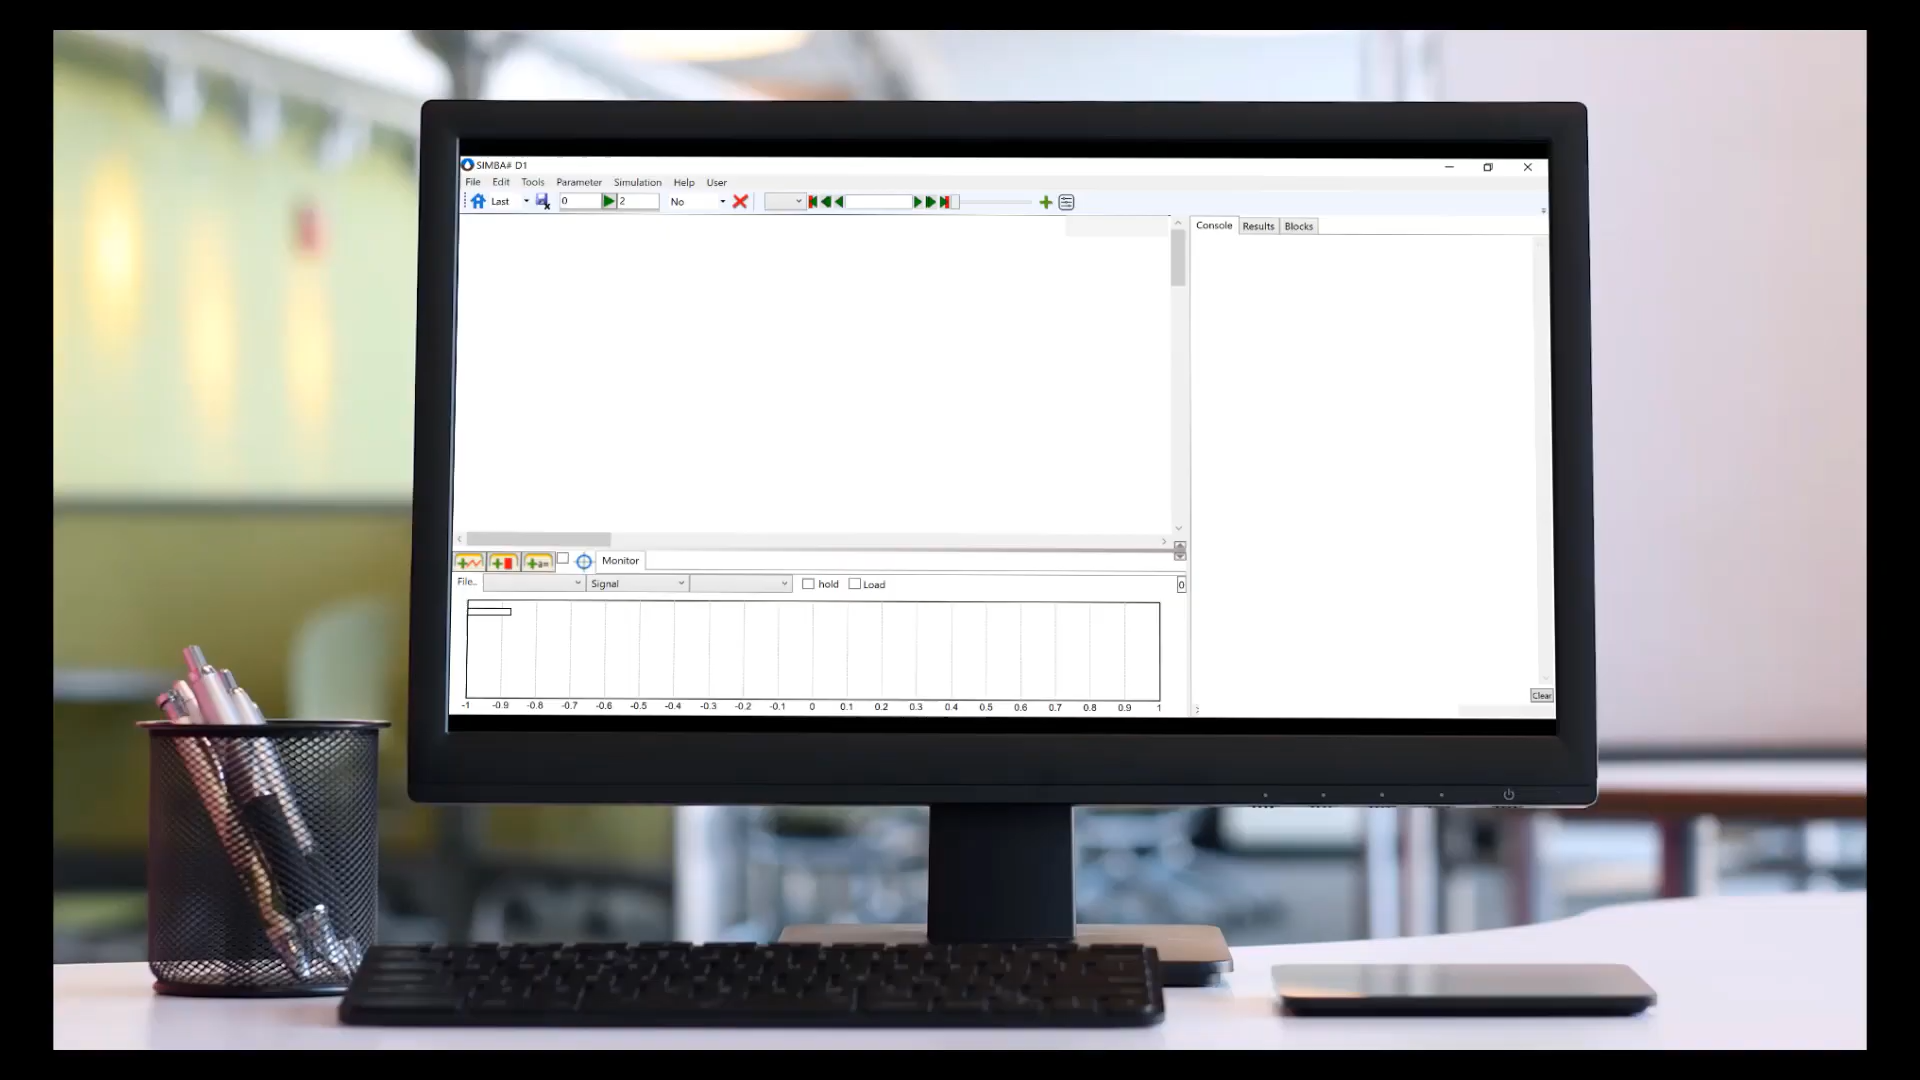 SIMBA# D1
File Edit Tools Parameter Simulation Help User
Last 0 2 No
Console Results Blocks
Monitor
File.. Signal hold Load 0
Clear
-1 -0.9 -0.8 -0.7 -0.6 -0.5 -0.4 -0.3 -0.2 -0.1 0 0.1 0.2 0.3 0.4 0.5 0.6 0.7 0.8 0.9 1